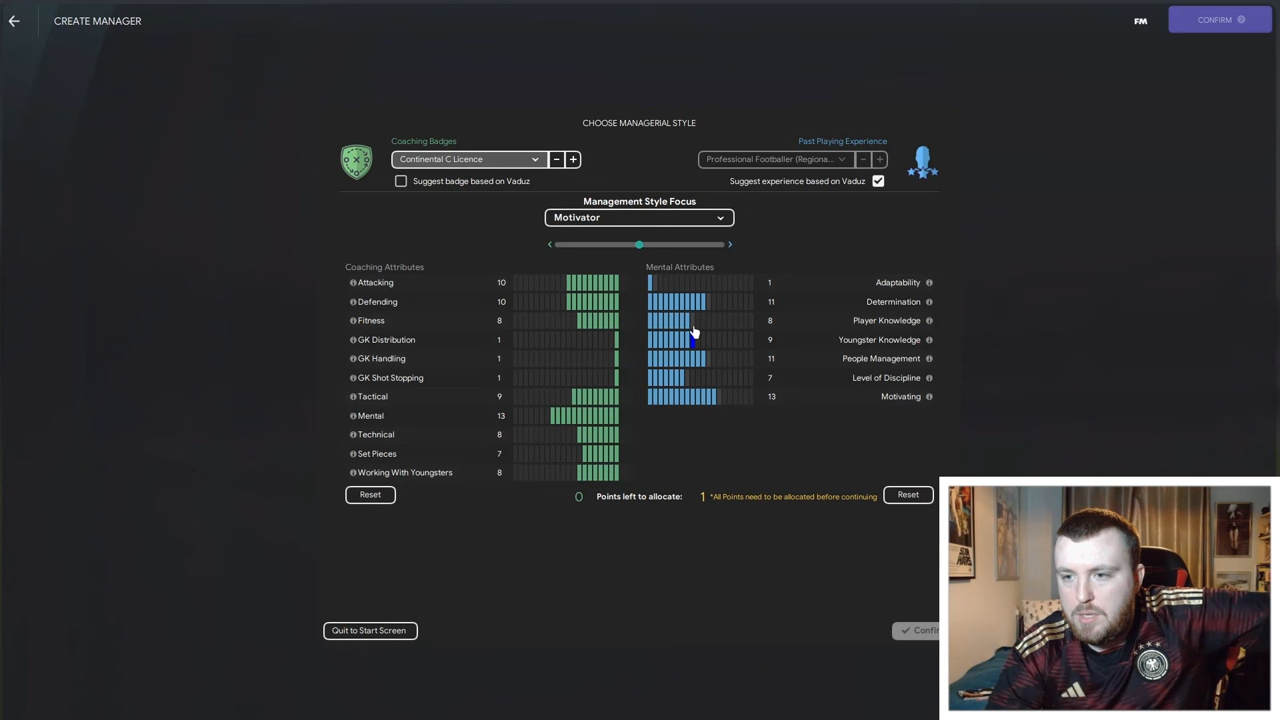 CREATE MANAGER
FM
CONFIRM
CHOOSE MANAGERIAL STYLE
Coaching Badges
Past Playing Experience
Continental C Licence
Professional Footballer (Regiona...
Suggest badge based on Vaduz
Suggest experience based on Vaduz
Management Style Focus
Motivator
Coaching Attributes
Mental Attributes
Attacking 10
1 Adaptability
Defending 10
11 Determination
Fitness 8
8 Player Knowledge
GK Distribution 1
9 Youngster Knowledge
GK Handling 1
11 People Management
GK Shot Stopping 1
7 Level of Discipline
Tactical 9
13 Motivating
Mental 13
Technical 8
Set Pieces 7
Working With Youngsters 8
Reset
0 Points left to allocate: 1 *All Points need to be allocated before continuing
Reset
Quit to Start Screen
Confir